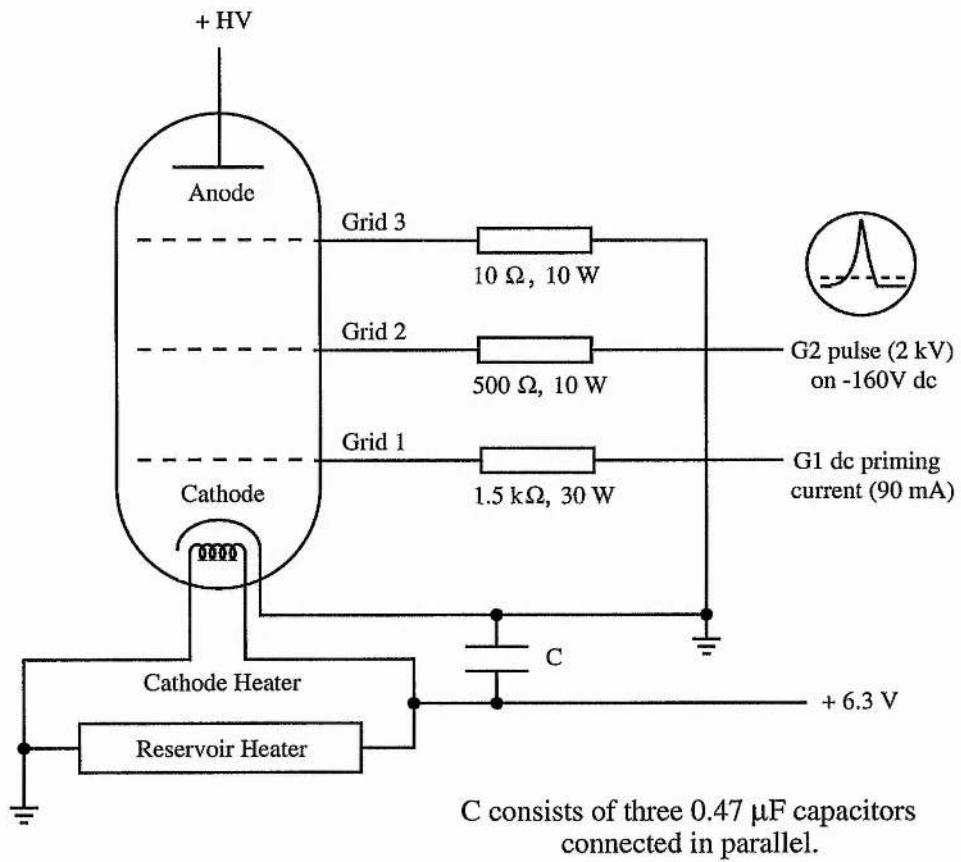 + HV
Anode
Grid 3
10 Ω, 10 W
Grid 2
500 Ω, 10 W
G2 pulse (2 kV)
on -160V dc
Grid 1
1.5 kΩ, 30 W
G1 dc priming
current (90 mA)
Cathode
C
Cathode Heater
+ 6.3 V
Reservoir Heater
C consists of three 0.47 μF capacitors
connected in parallel.